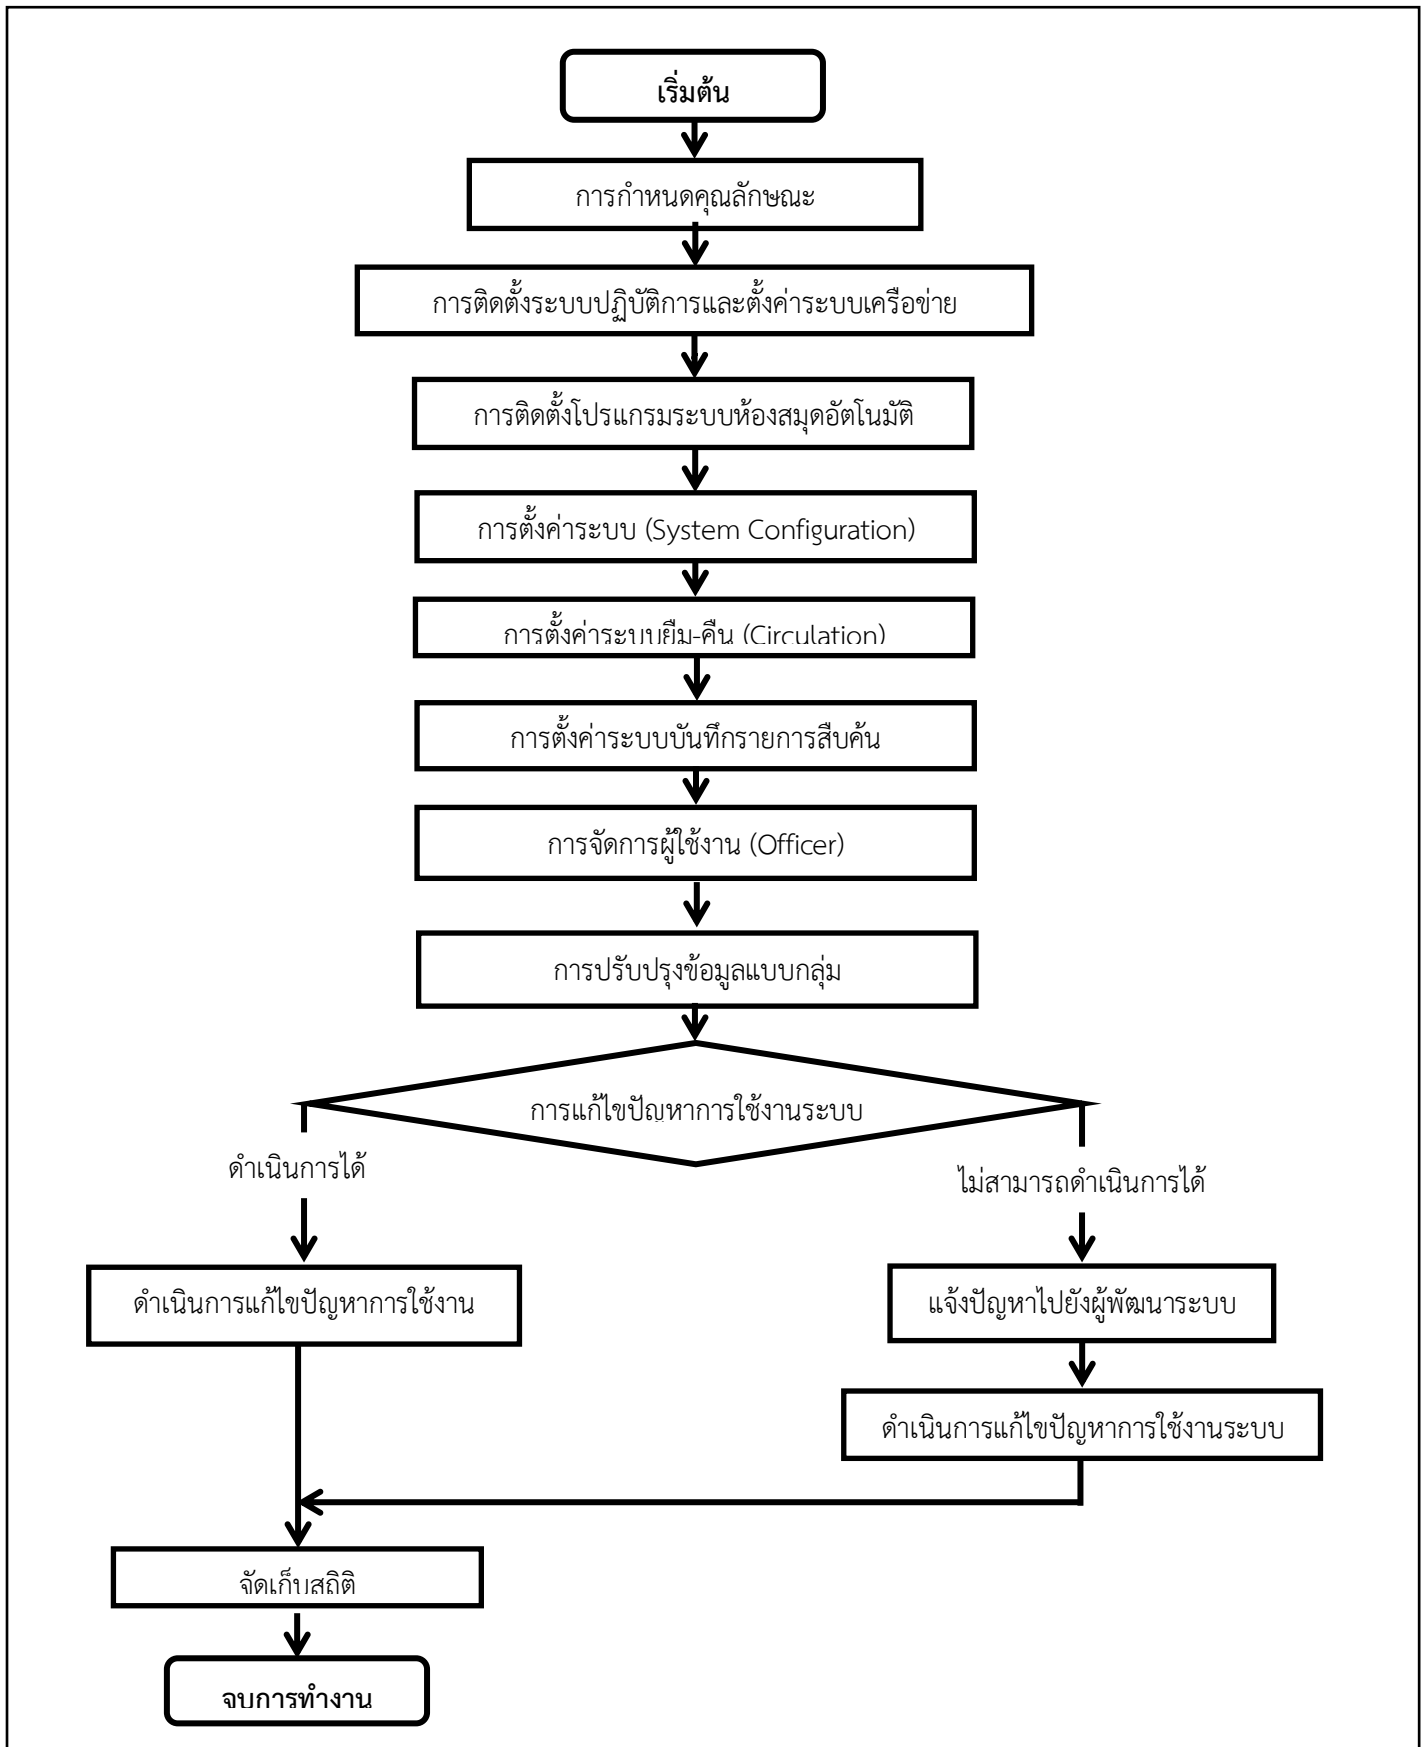 เริ่มต้น
การกำหนดคุณลักษณะ
การติดตั้งระบบปฏิบัติการและตั้งค่าระบบเครือข่าย
การติดตั้งโปรแกรมระบบห้องสมุดอัตโนมัติ
การตั้งค่าระบบ (System Configuration)
การตั้งค่าระบบยืม-คืน (Circulation)
การตั้งค่าระบบบันทึกรายการสืบค้น
การจัดการผู้ใช้งาน (Officer)
การปรับปรุงข้อมูลแบบกลุ่ม
การแก้ไขปัญหาการใช้งานระบบ
ดำเนินการได้
ไม่สามารถดำเนินการได้
ดำเนินการแก้ไขปัญหาการใช้งาน
แจ้งปัญหาไปยังผู้พัฒนาระบบ
ดำเนินการแก้ไขปัญหาการใช้งานระบบ
จัดเก็บสถิติ
จบการทำงาน